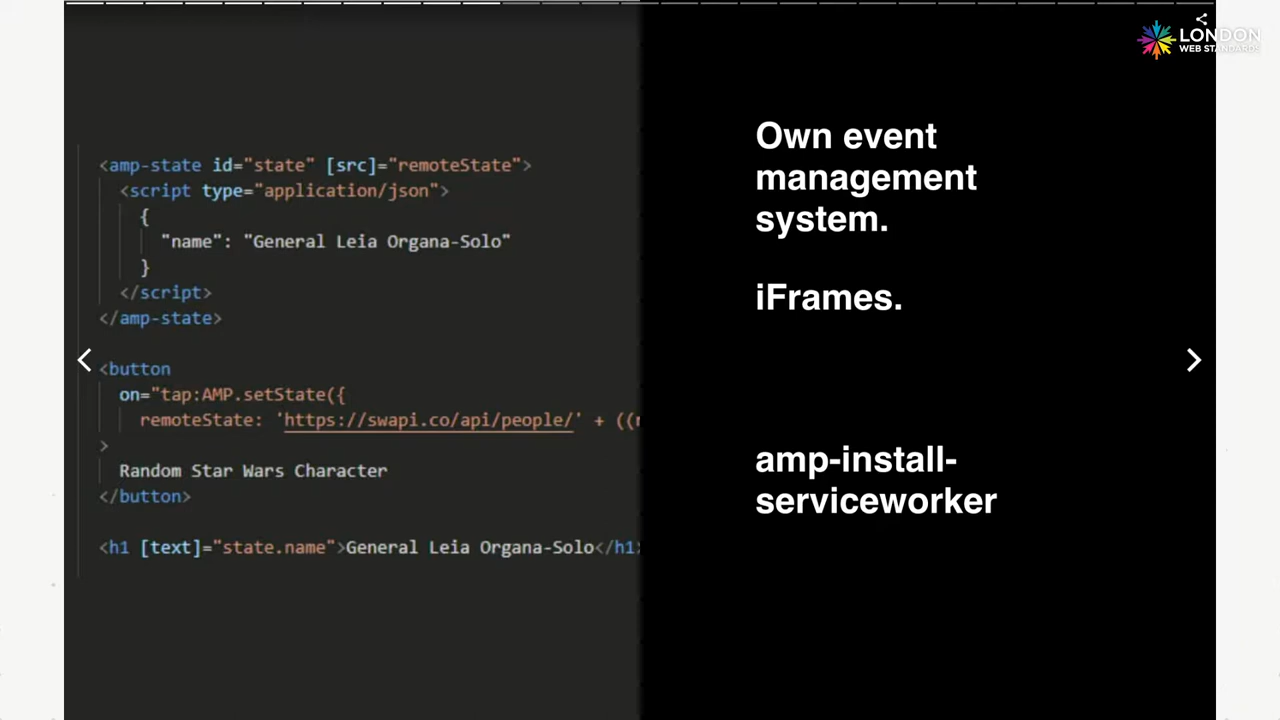 LONDON
WEB STANDARDS
<amp-state id="state" [src]="remoteState">
<script type="application/json">
{
"name": "General Leia Organa-Solo"
}
</script>
</amp-state>
<button
on="tap:AMP.setState({
remoteState: 'https://swapi.co/api/people/' + ((
>
Random Star Wars Character
</button>
<h1 [text]="state.name">General Leia Organa-Solo</h1>
Own event
management
system.
iFrames.
amp-install-
serviceworker